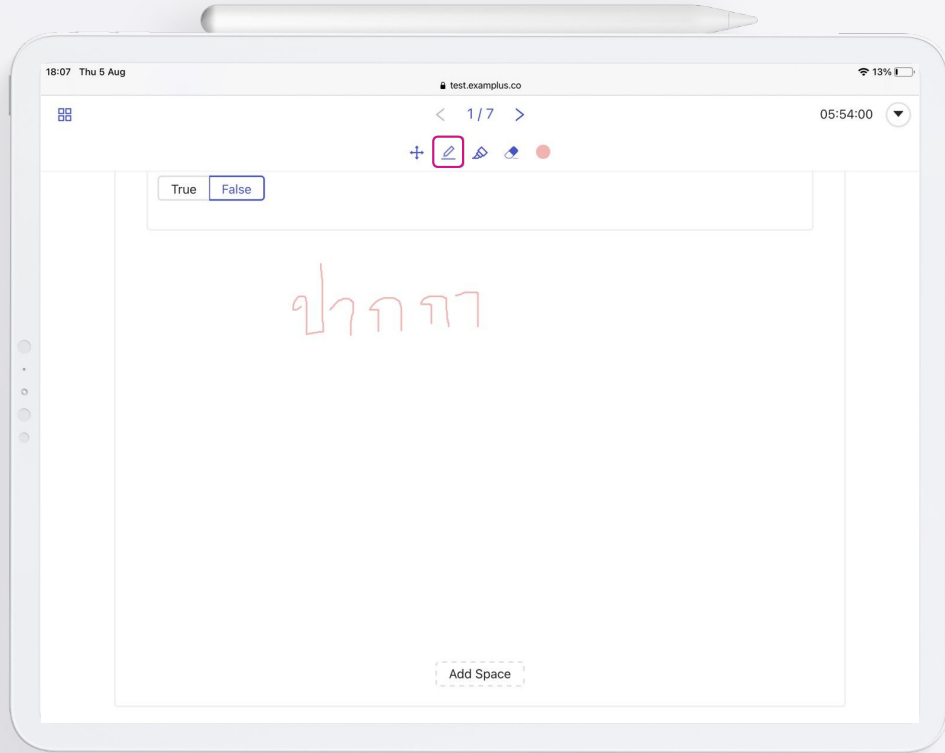 18:07 Thu 5 Aug
13%
test.examplus.co
1 / 7
05:54:00
True False
ปากกา
Add Space